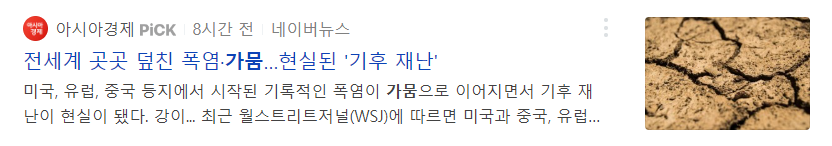 아시아경제
아시아경제 PiCK 8시간 전 네이버뉴스
전세계 곳곳 덮친 폭염·가뭄...현실된 '기후 재난'
미국, 유럽, 중국 등지에서 시작된 기록적인 폭염이 가뭄으로 이어지면서 기후 재
난이 현실이 됐다. 강이... 최근 월스트리트저널(WSJ)에 따르면 미국과 중국, 유럽...